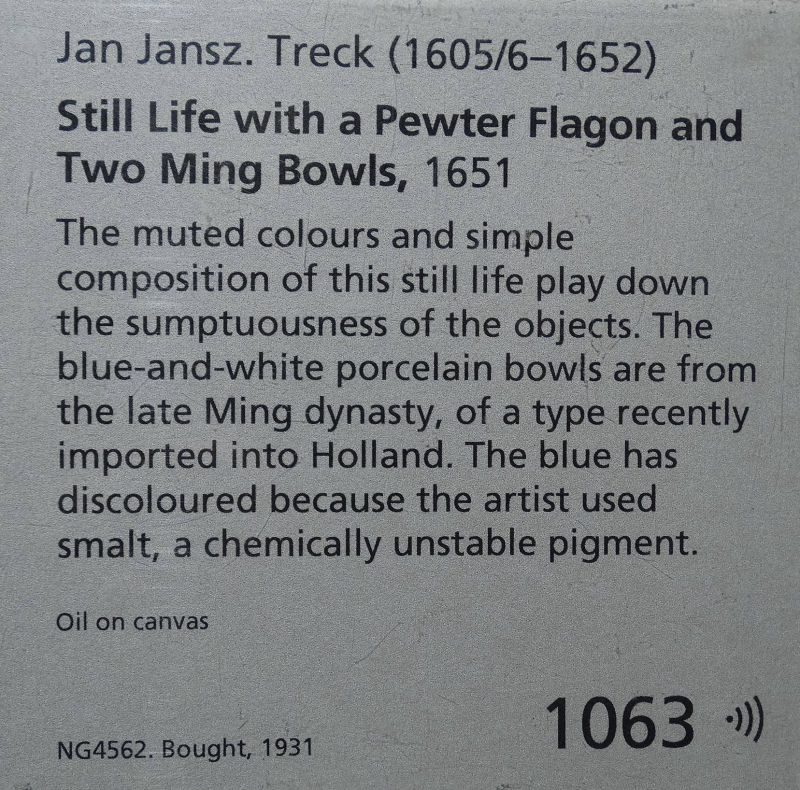 Jan Jansz. Treck (1605/6–1652)
Still Life with a Pewter Flagon and
Two Ming Bowls, 1651
The muted colours and simple
composition of this still life play down
the sumptuousness of the objects. The
blue-and-white porcelain bowls are from
the late Ming dynasty, of a type recently
imported into Holland. The blue has
discoloured because the artist used
smalt, a chemically unstable pigment.
Oil on canvas
1063
NG4562. Bought, 1931